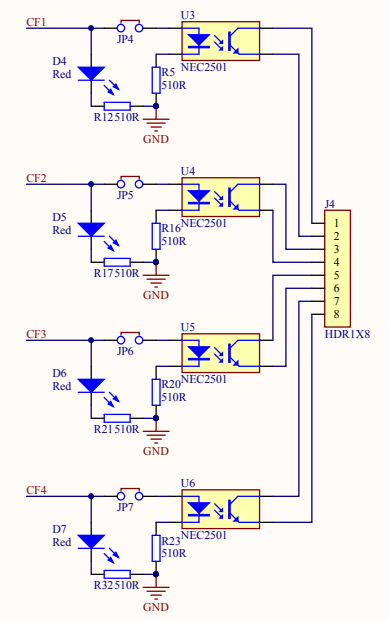 CF1
U3
JP4
D4
Red
R5
510R
NEC2501
R12510R
GND
CF2
U4
JP5
D5
Red
R16
510R
NEC2501
R17510R
GND
J4
1
2
3
4
5
6
7
8
HDR1X8
CF3
U5
JP6
D6
Red
R20
510R
NEC2501
R21510R
GND
CF4
U6
JP7
D7
Red
R23
510R
NEC2501
R32510R
GND